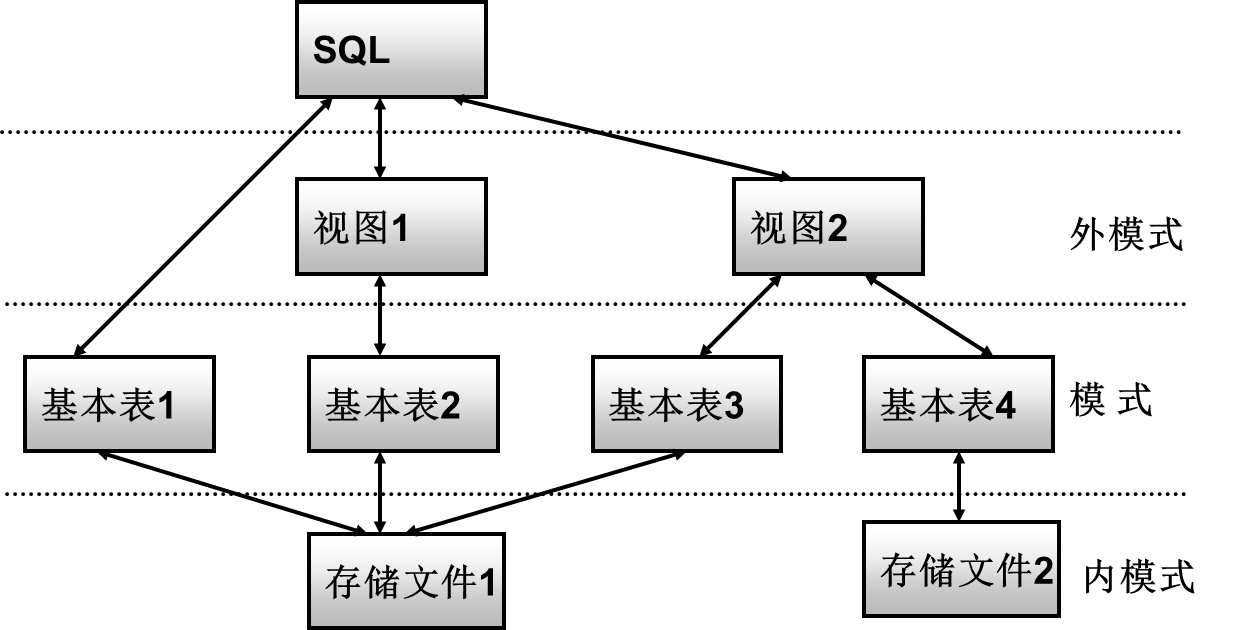 SQL
视图1
视图2
外模式
基本表1
基本表2
基本表3
基本表4
模 式
存储文件1
存储文件2
内模式